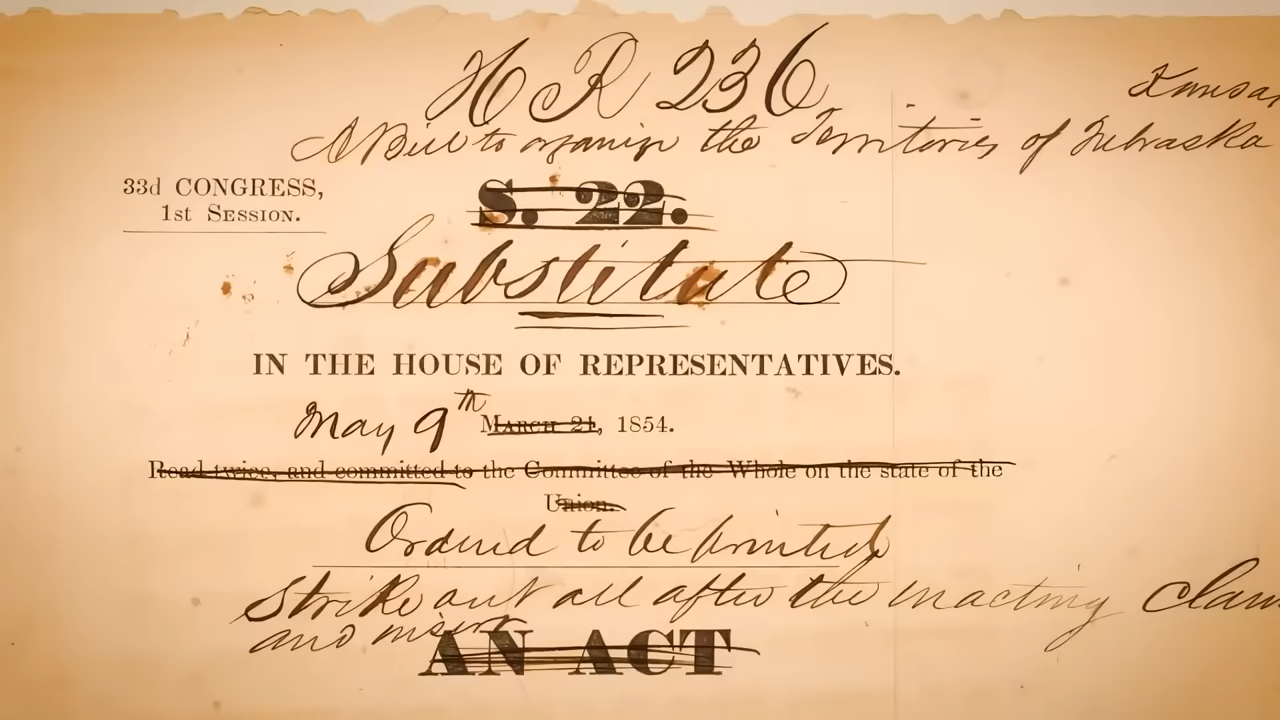 H R 236
Kansas
A Bill to organize the Territories of Nebraska
33d CONGRESS,
1st SESSION.
S. 22.
Substitute
IN THE HOUSE OF REPRESENTATIVES.
May 9th MARCH 21, 1854.
Read twice, and committed to the Committee of the Whole on the state of the
Union.
Ordered to be printed
Strike out all after the enacting Clau
and insert
AN ACT